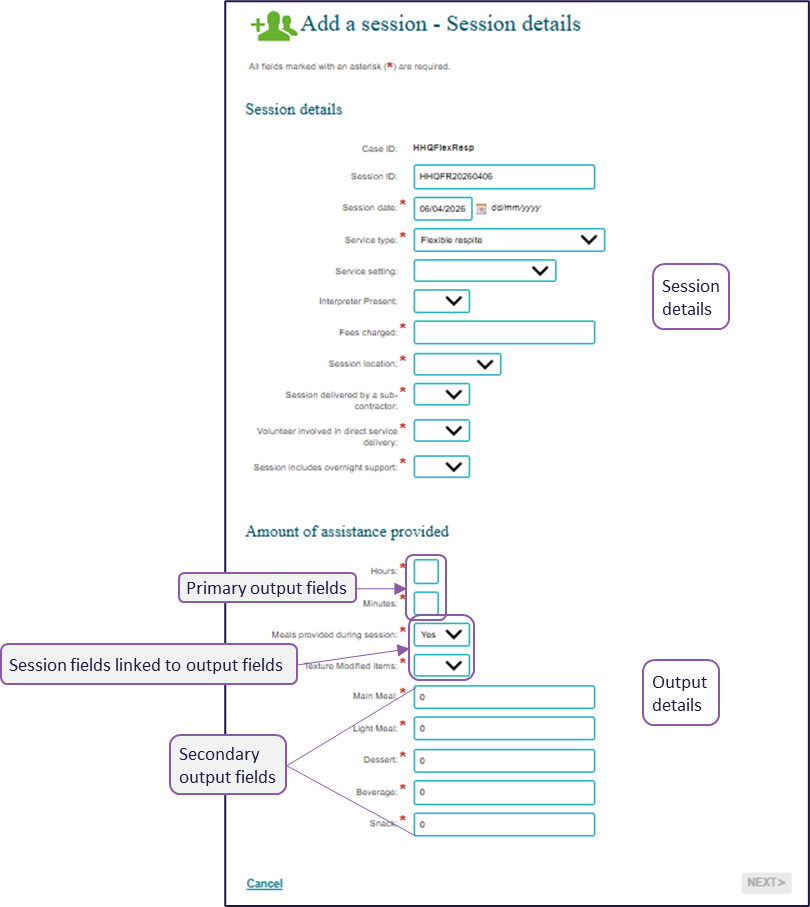 Add a session - Session details
All fields marked with an asterisk (*) are required.
Session details
Case ID: HHQFlexResp
Session ID: HHQFR20260406
Session date: * 06/04/2026 dd/mm/yyyy
Service type: * Flexible respite
Service setting:
Session
details
Interpreter Present:
Fees charged: *
Session location: *
Session delivered by a sub- *
contractor:
Volunteer involved in direct service *
delivery:
Session includes overnight support: *
Amount of assistance provided
Hours: *
Primary output fields
Minutes: *
Meals provided during session: * Yes
Session fields linked to output fields
Texture Modified items: *
Output
details
Main Meal: * 0
Light Meal: * 0
Secondary
output fields
Dessert: * 0
Beverage: * 0
Snack: * 0
Cancel
NEXT>